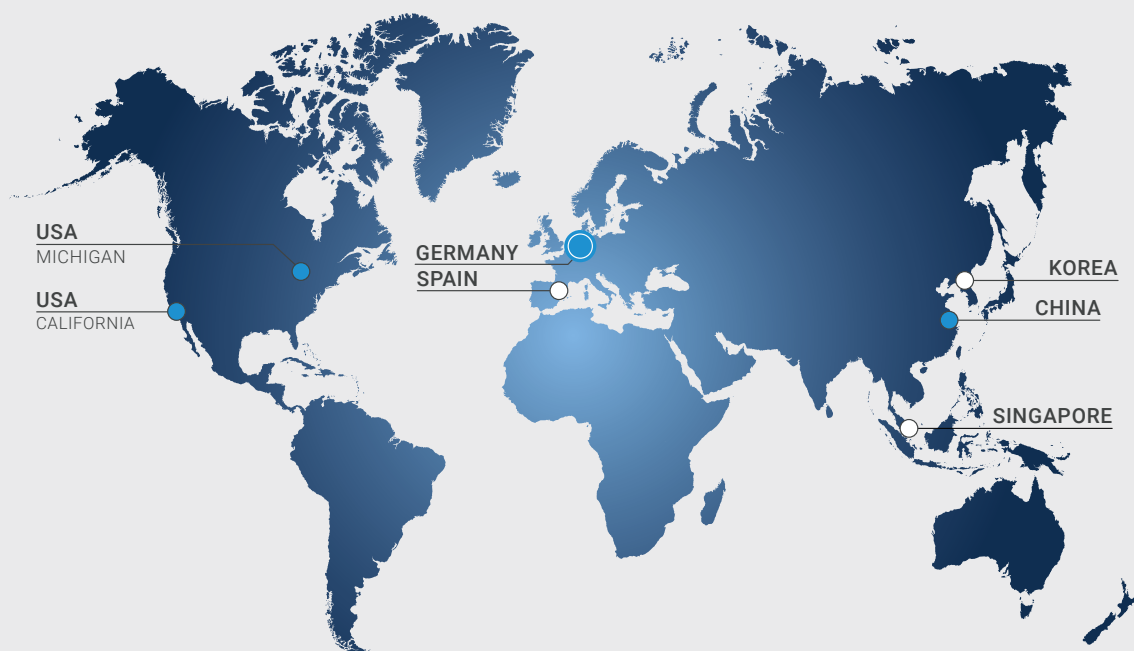 USA
MICHIGAN
USA
CALIFORNIA
GERMANY
SPAIN
KOREA
CHINA
SINGAPORE